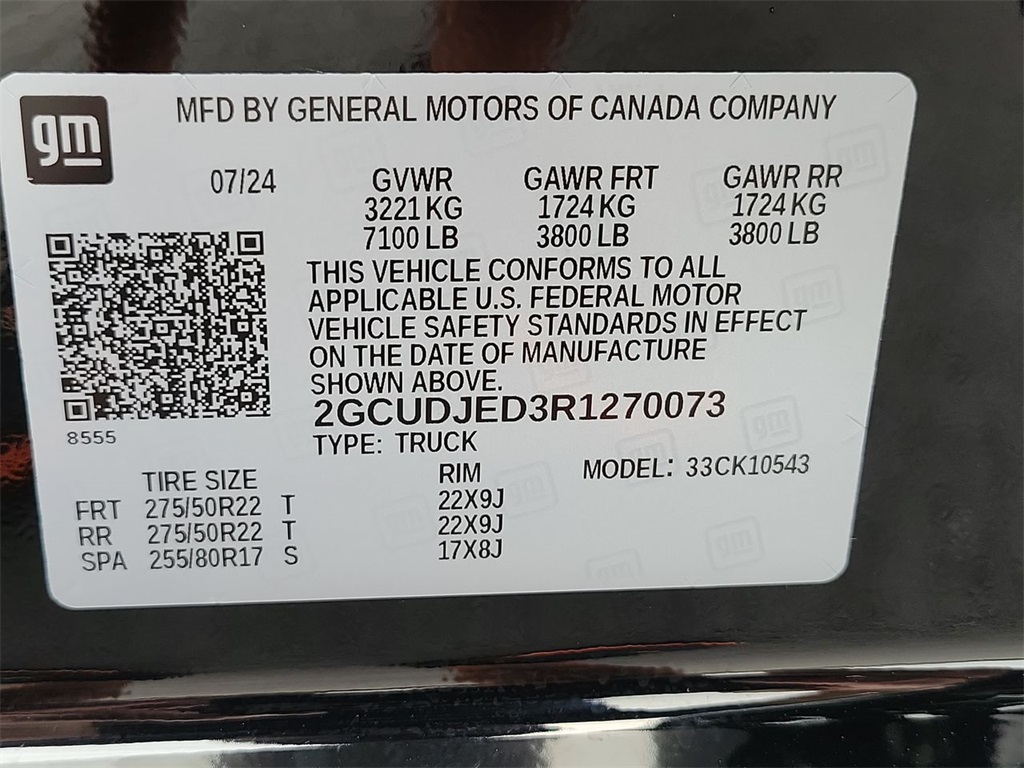 gm
MFD BY GENERAL MOTORS OF CANADA COMPANY
07/24 GVWR GAWR FRT GAWR RR
3221 KG 1724 KG 1724 KG
7100 LB 3800 LB 3800 LB
THIS VEHICLE CONFORMS TO ALL
APPLICABLE U.S. FEDERAL MOTOR
VEHICLE SAFETY STANDARDS IN EFFECT
ON THE DATE OF MANUFACTURE
SHOWN ABOVE.
2GCUDJED3R1270073
8555
TYPE: TRUCK
TIRE SIZE RIM MODEL: 33CK10543
FRT 275/50R22 T 22X9J
RR 275/50R22 T 22X9J
SPA 255/80R17 S 17X8J